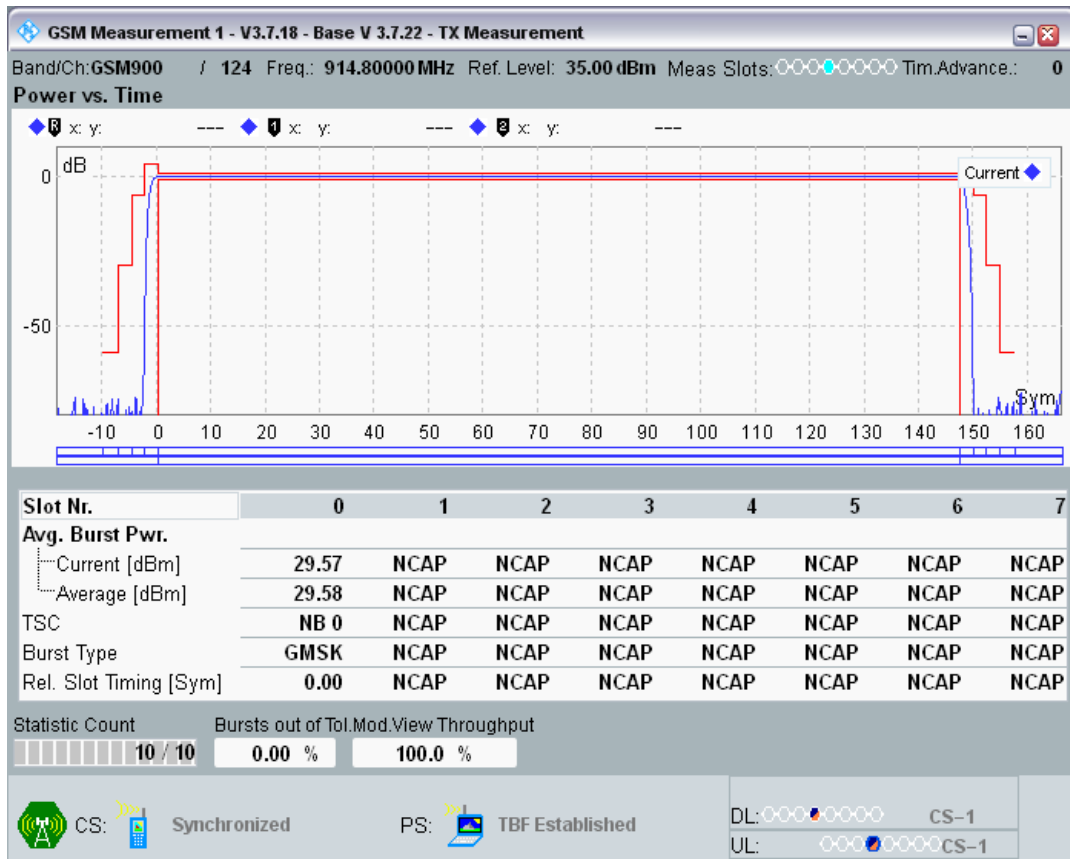 GSM Measurement 1 - V3.7.18 - Base V 3.7.22 - TX Measurement
Band/Ch:GSM900 / 124 Freq.: 914.80000 MHz Ref. Level: 35.00 dBm Meas Slots: Tim.Advance.: 0
Power vs. Time
R x: y: --- 1 x: y: --- 2 x: y: ---
dB
Current
0
-50
Sym
-10 0 10 20 30 40 50 60 70 80 90 100 110 120 130 140 150 160
Slot Nr. 0 1 2 3 4 5 6 7
Avg. Burst Pwr.
Current [dBm] 29.57 NCAP NCAP NCAP NCAP NCAP NCAP NCAP
Average [dBm] 29.58 NCAP NCAP NCAP NCAP NCAP NCAP NCAP
TSC NB 0 NCAP NCAP NCAP NCAP NCAP NCAP NCAP
Burst Type GMSK NCAP NCAP NCAP NCAP NCAP NCAP NCAP
Rel. Slot Timing [Sym] 0.00 NCAP NCAP NCAP NCAP NCAP NCAP NCAP
Statistic Count Bursts out of Tol.Mod.View Throughput
10 / 10 0.00 % 100.0 %
CS: Synchronized PS: TBF Established DL: CS-1
UL: CS-1